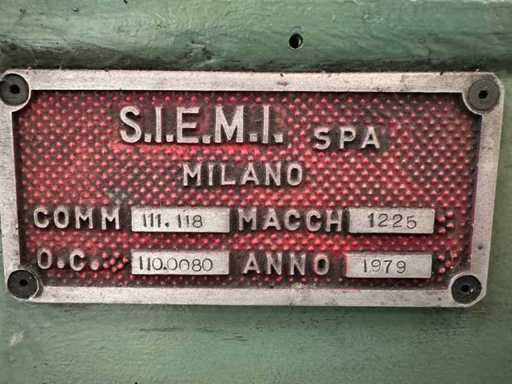 S.I.E.M.I. SPA
MILANO
COMM 111.118 MACCH 1225
O.C. 110.0080 ANNO 1979